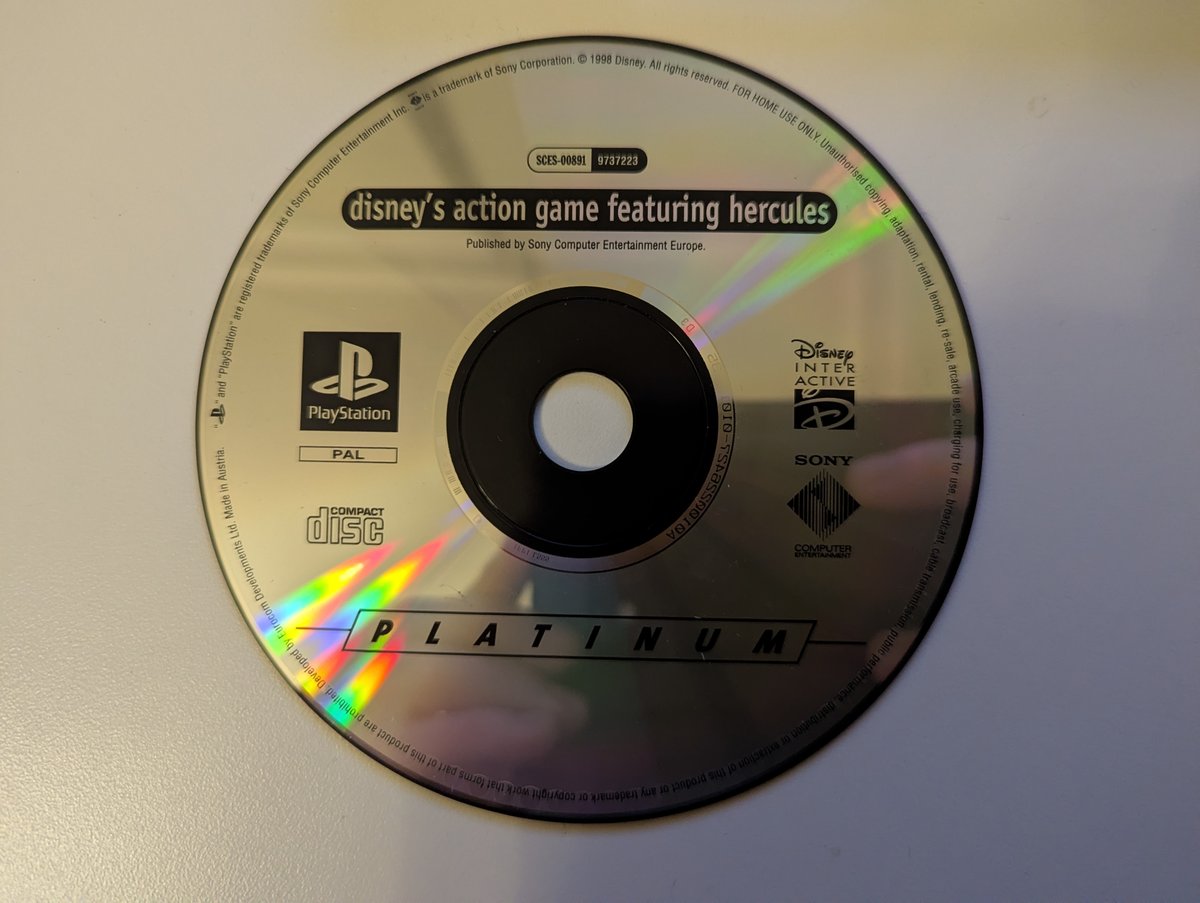 SCES-00891 9737223
disney's action game featuring hercules
Published by Sony Computer Entertainment Europe.
PlayStation
PAL
COMPACT
disc
Disney
INTER
ACTIVE
D
SONY
COMPUTER
ENTERTAINMENT
PLATINUM
" " and "PlayStation" are registered trademarks of Sony Computer Entertainment Inc. is a trademark of Sony Corporation. © 1998 Disney. All rights reserved. FOR HOME USE ONLY Unauthorised copying, adaptation, rental, lending, re-sale, arcade use, charging for use, broadcast, cable transmission, public performance, distribution or extraction of this product or any trademark or copyright work that forms part of this product are prohibited. Developed by Eurocom Developments Ltd. Made in Austria.